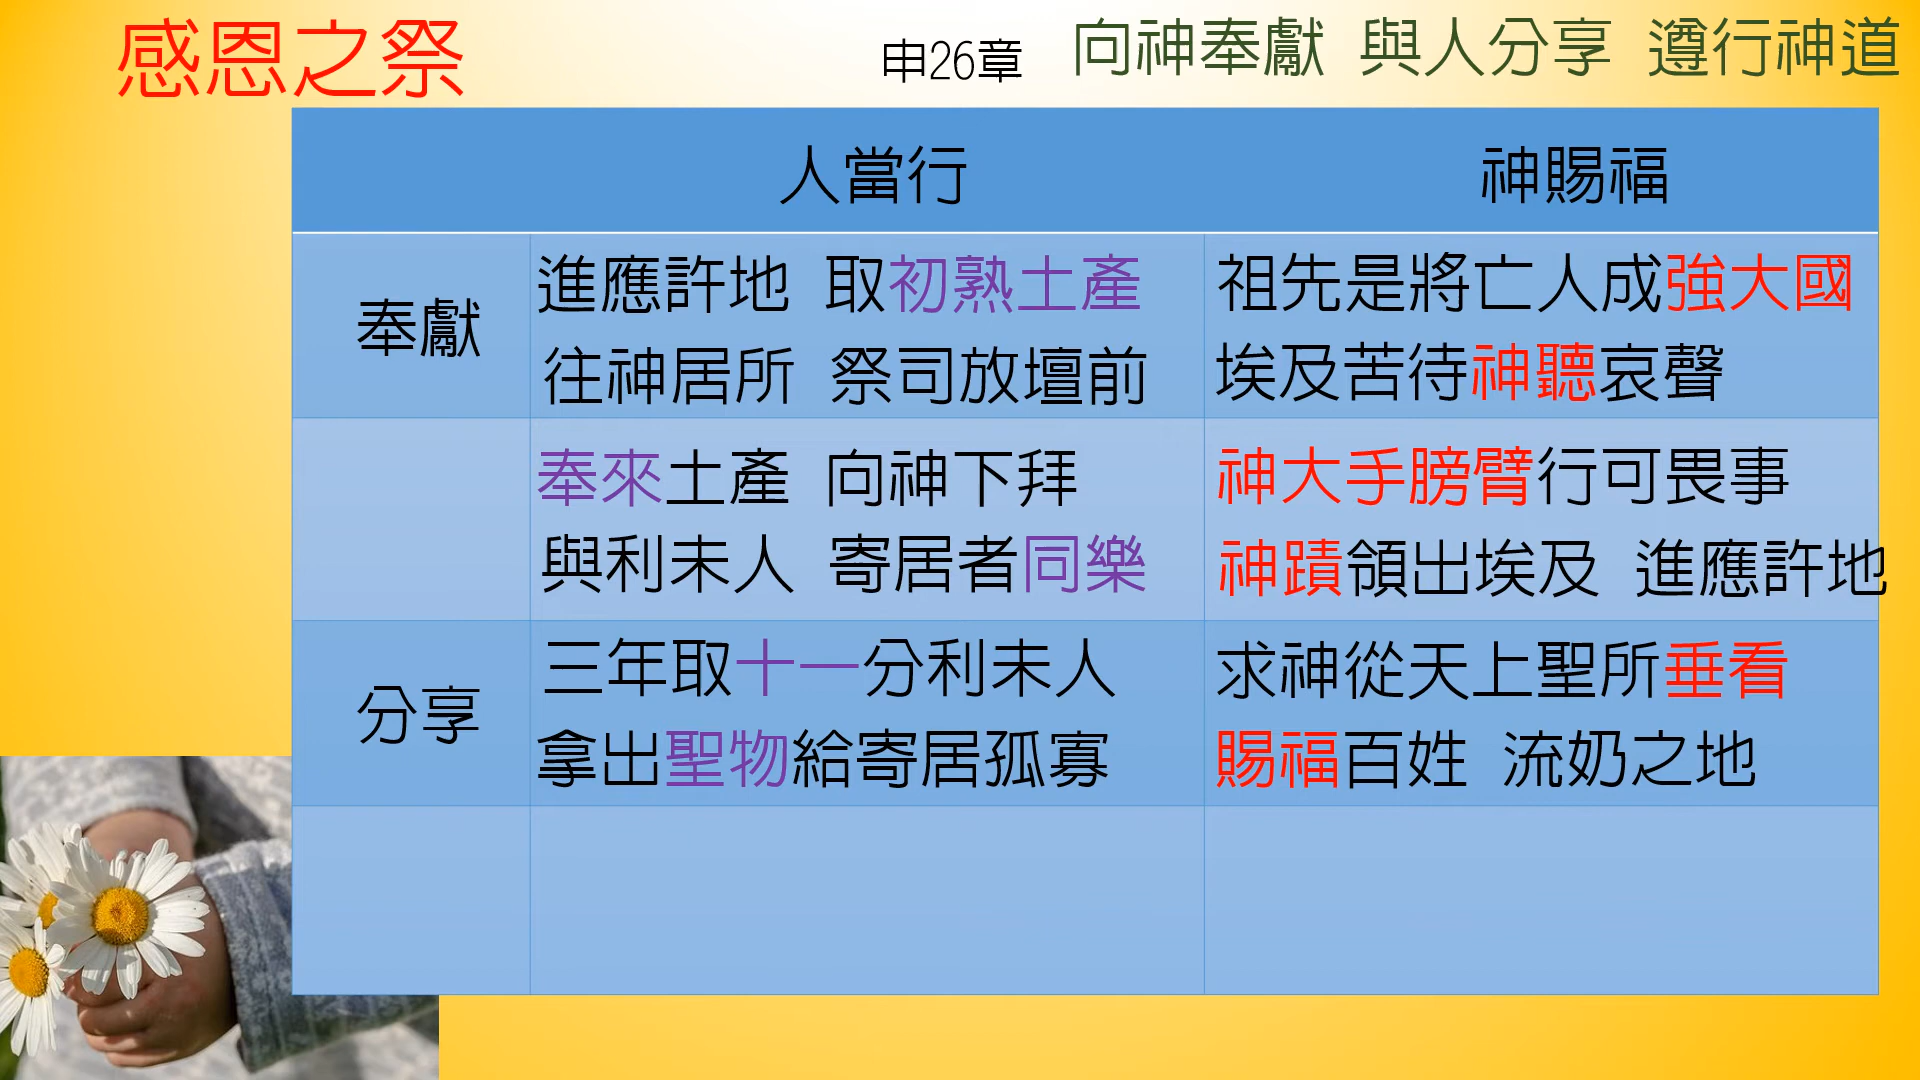 感恩之祭
申26章 向神奉獻 與人分享 遵行神道
人當行 神賜福
奉獻
進應許地 取初熟土產
往神居所 祭司放壇前
祖先是將亡人成強大國
埃及苦待神聽哀聲
奉來土產 向神下拜
與利未人 寄居者同樂
神大手膀臂行可畏事
神蹟領出埃及 進應許地
分享
三年取十一分利未人
拿出聖物給寄居孤寡
求神從天上聖所垂看
賜福百姓 流奶之地